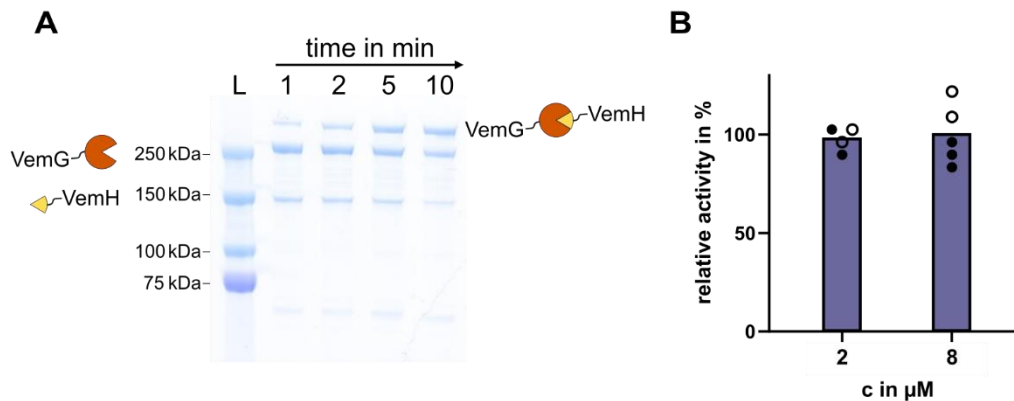 A
time in min
L 1 2 5 10
VemG VemH
VemG
250 kDa
150 kDa
VemH
100 kDa
75 kDa
B
relative activity in %
100
50
0
2 8
c in µM